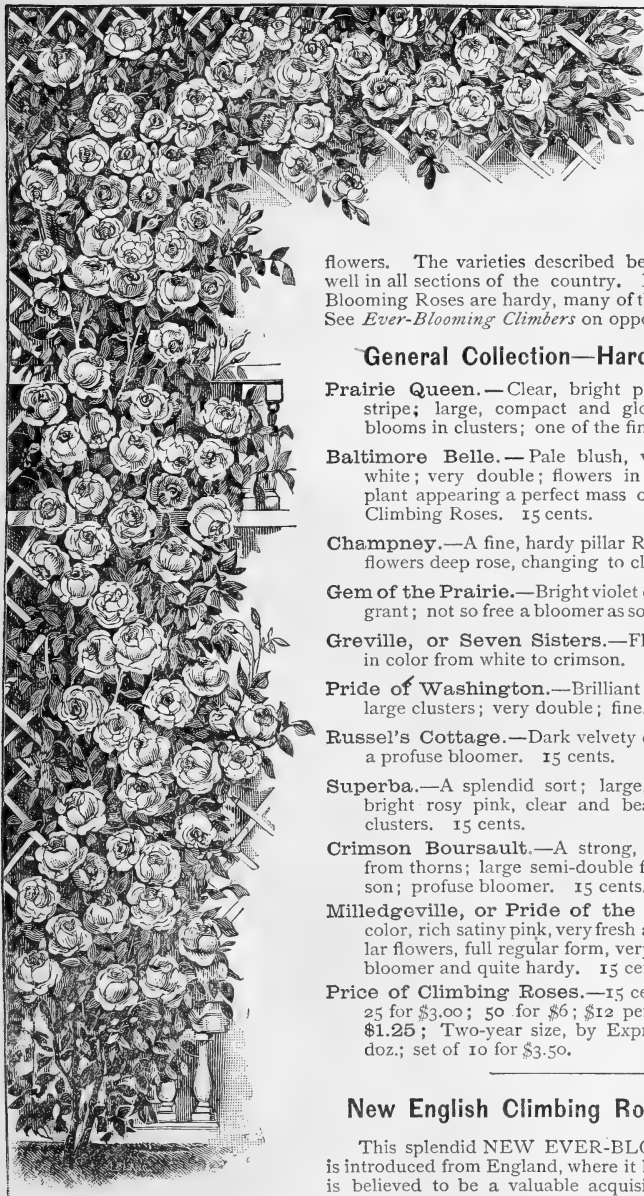 flowers. The varieties described be
well in all sections of the country.
Blooming Roses are hardy, many of t
See Ever-Blooming Climbers on oppo
General Collection—Hard
Prairie Queen.—Clear, bright p
stripe; large, compact and glo
blooms in clusters; one of the fin
Baltimore Belle.—Pale blush, v
white; very double; flowers in
plant appearing a perfect mass o
Climbing Roses. 15 cents.
Champney.—A fine, hardy pillar R
flowers deep rose, changing to cl
Gem of the Prairie.—Bright violet
grant; not so free a bloomer as so
Greville, or Seven Sisters.—Fl
in color from white to crimson.
Pride of Washington.—Brilliant
large clusters; very double; fine.
Russel's Cottage.—Dark velvety
a profuse bloomer. 15 cents.
Superba.—A splendid sort; large,
bright rosy pink, clear and bea
clusters. 15 cents.
Crimson Boursault.—A strong,
from thorns; large semi-double f
son; profuse bloomer. 15 cents.
Milledgeville, or Pride of the
color, rich satiny pink, very fresh a
lar flowers, full regular form, very
bloomer and quite hardy. 15 ce
Price of Climbing Roses.—15 ce
25 for $3.00; 50 for $6; $12 pe
$1.25; Two-year size, by Expr
doz.; set of 10 for $3.50.
New English Climbing Ro
This splendid NEW EVER-BLO
is introduced from England, where it
is believed to be a valuable acquisi